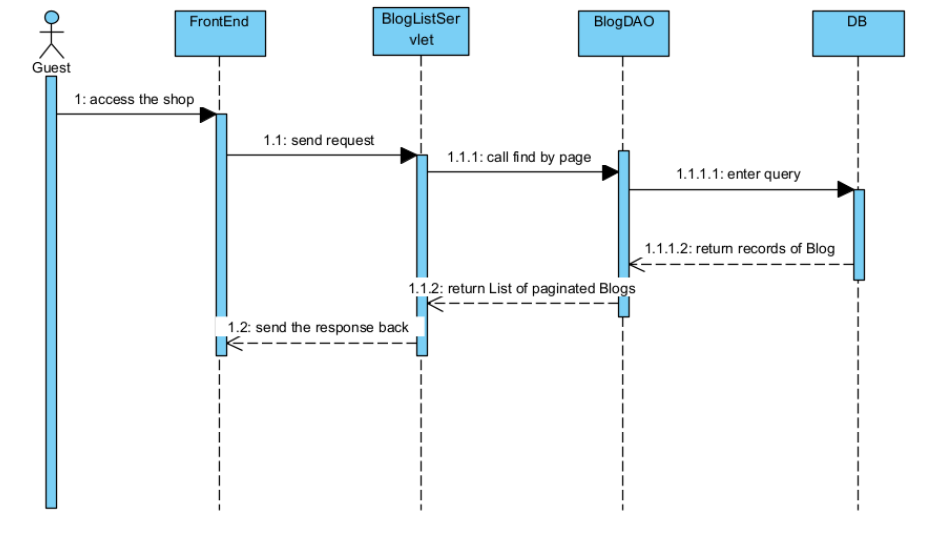 FrontEnd
BlogListSer
vlet
BlogDAO
DB
Guest
1: access the shop
1.1: send request
1.1.1: call find by page
1.1.1.1: enter query
1.1.1.2: return records of Blog
1.1.2: return List of paginated Blogs
1.2: send the response back